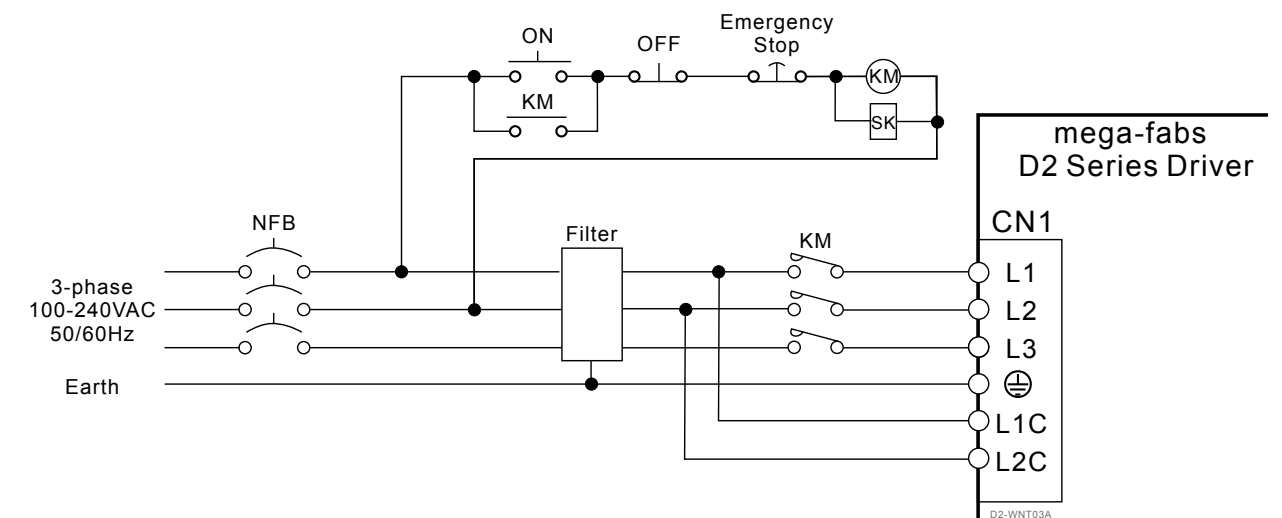 Emergency
Stop
ON
OFF
KM
KM
SK
mega-fabs
D2 Series Driver
CN1
NFB
Filter
KM
3-phase
100-240VAC
50/60Hz
Earth
L1
L2
L3
L1C
L2C
D2-WNT03A